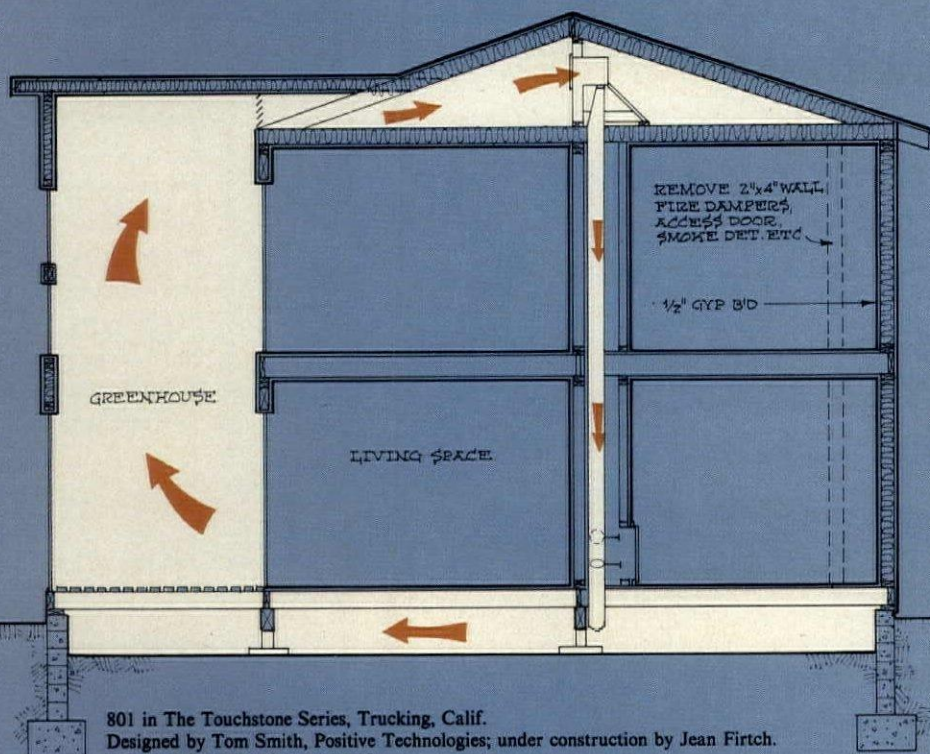 REMOVE 2"x4" WALL
FIRE DAMPERS,
ACCESS DOOR,
SMOKE DET. ETC
1/2" GYP B'D
GREENHOUSE
LIVING SPACE
801 in The Touchstone Series, Trucking, Calif.
Designed by Tom Smith, Positive Technologies; under construction by Jean Firtch.